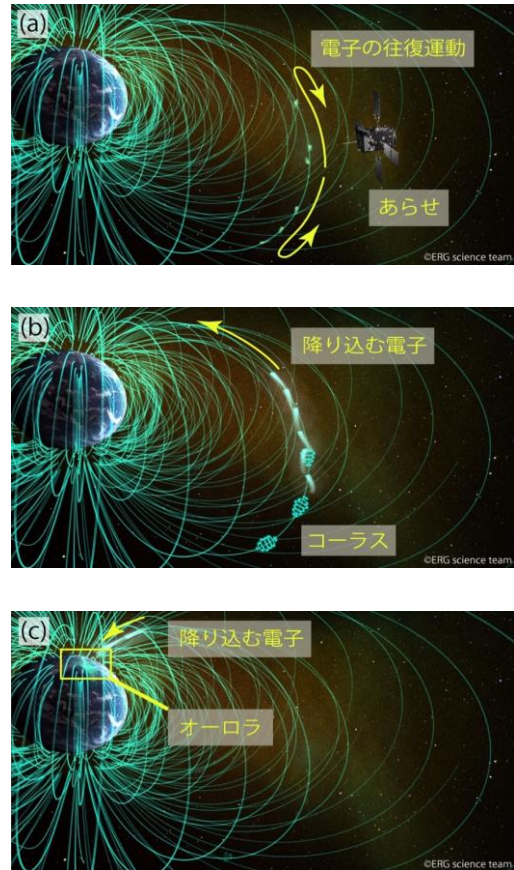 (a)
電子の往復運動
あらせ
©ERG science team
(b)
降り込む電子
コーラス
©ERG science team
(c)
降り込む電子
オーロラ
©ERG science team